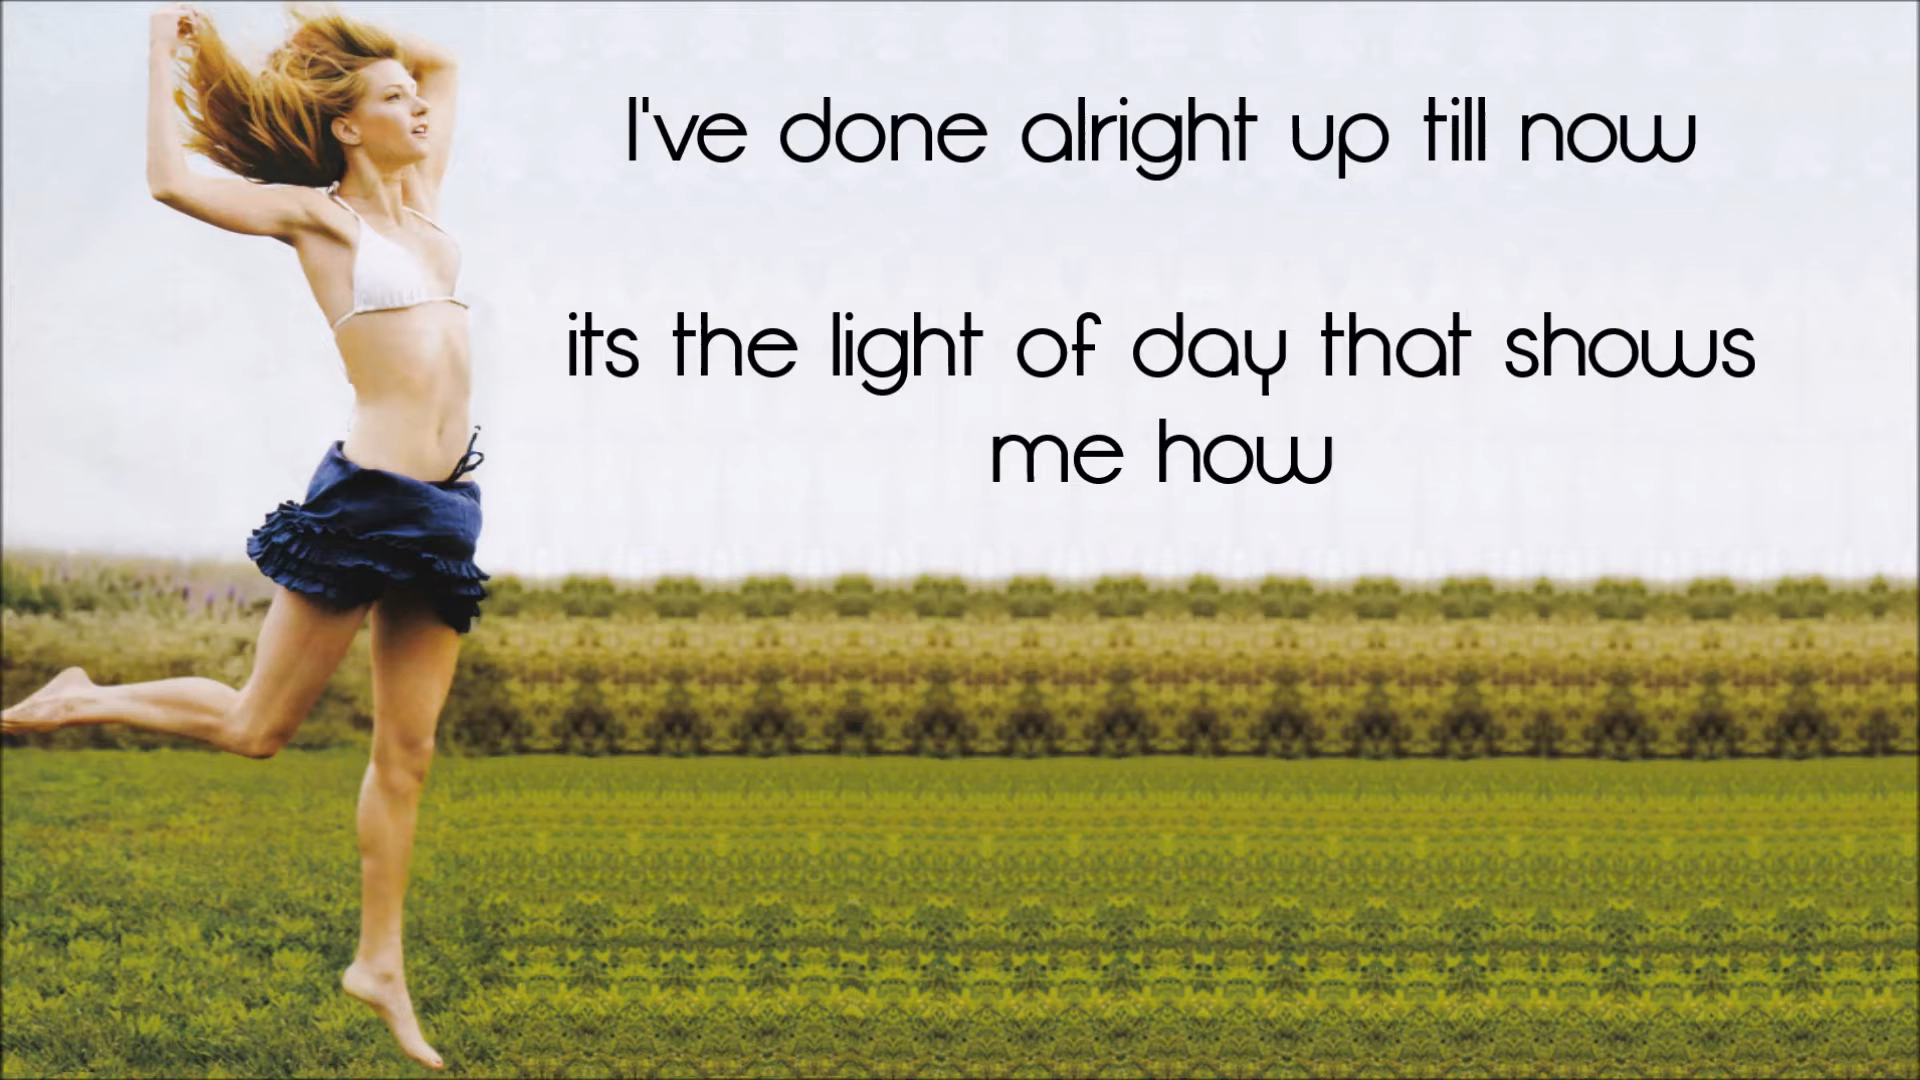 I've done alright up till now
its the light of day that shows
me how